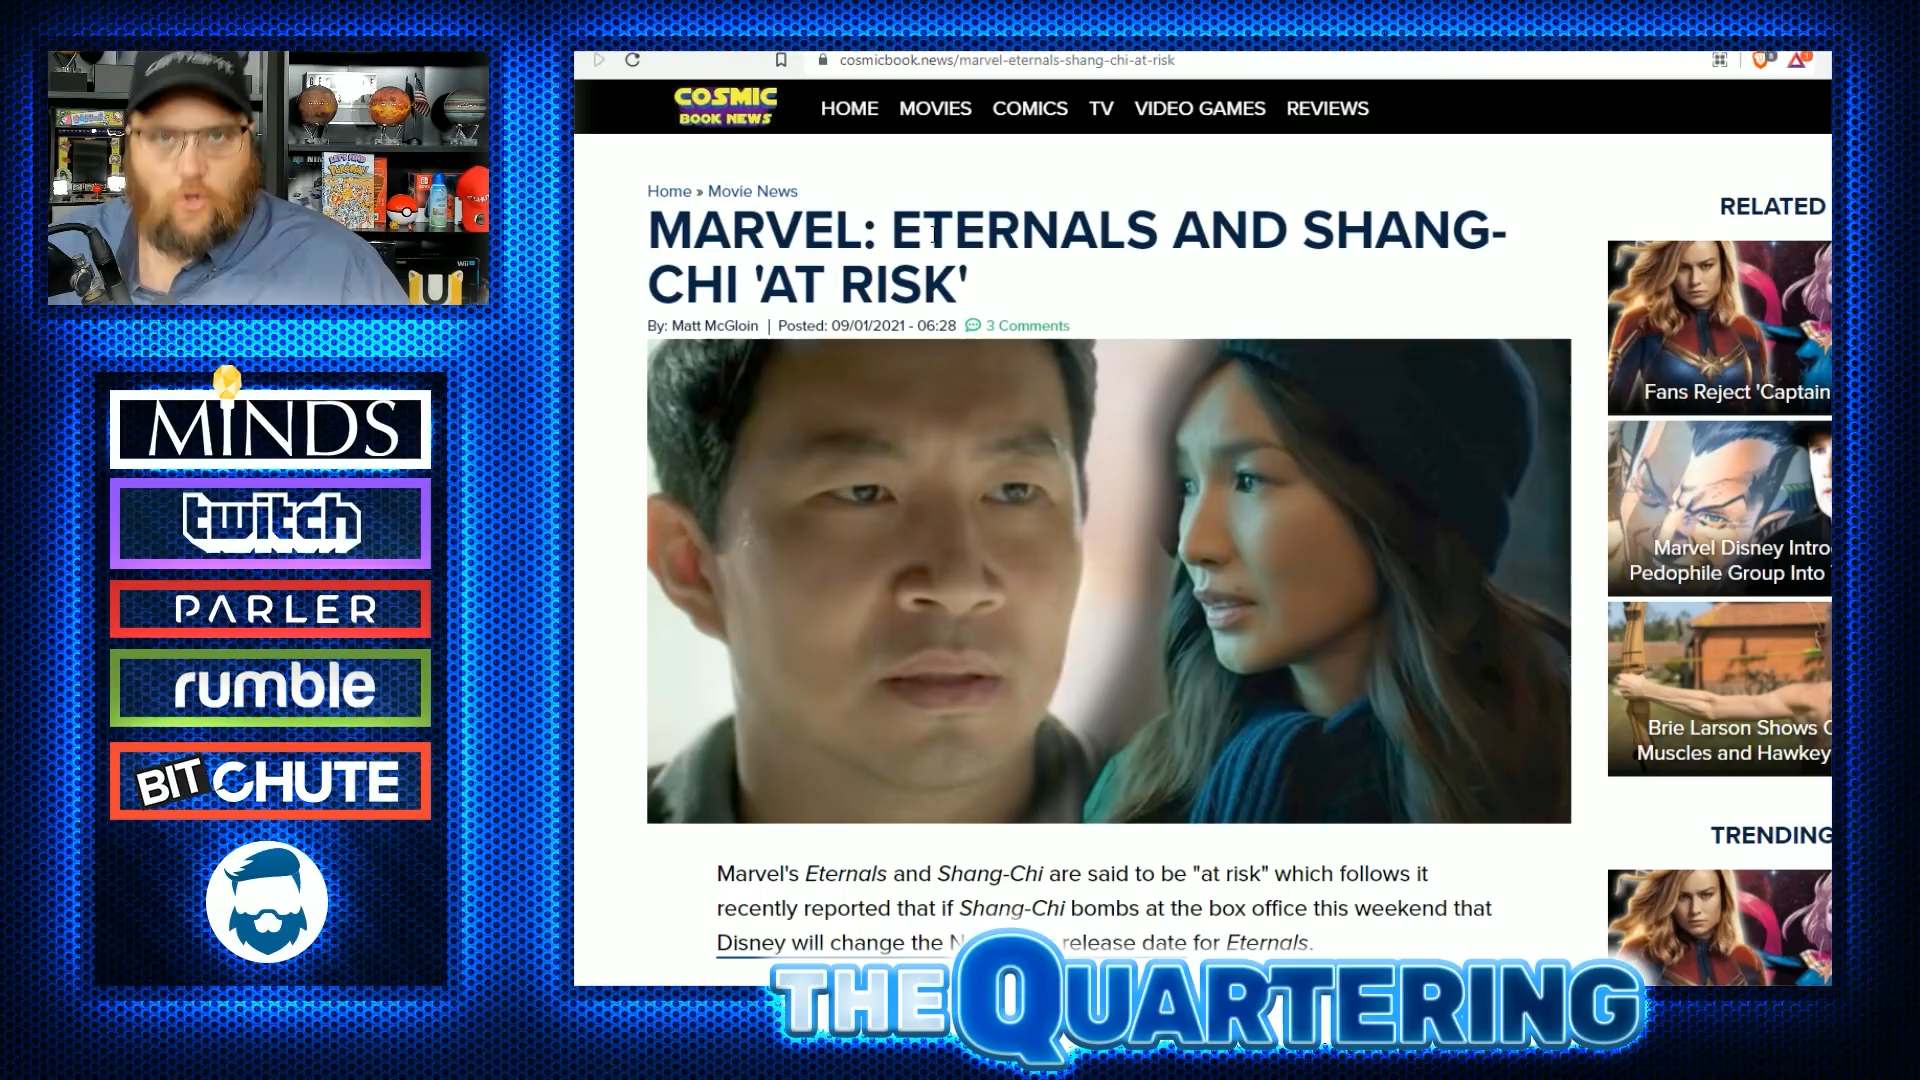 cosmicbook.news/marvel-eternals-shang-chi-at-risk
COSMIC
BOOK NEWS
HOME MOVIES COMICS TV VIDEO GAMES REVIEWS
Home » Movie News
MARVEL: ETERNALS AND SHANG-
CHI 'AT RISK'
By: Matt McGloin | Posted: 09/01/2021 - 06:28 3 Comments
Marvel's Eternals and Shang-Chi are said to be "at risk" which follows it
recently reported that if Shang-Chi bombs at the box office this weekend that
Disney will change the release date for Eternals.
RELATED
Fans Reject 'Captain
Marvel Disney Intro
Pedophile Group Into
Brie Larson Shows
Muscles and Hawkey
TRENDING
LET'S FIND
POKÉMON
Wii U
MINDS
twitch
PARLER
rumble
BITCHUTE
THE QUARTERING